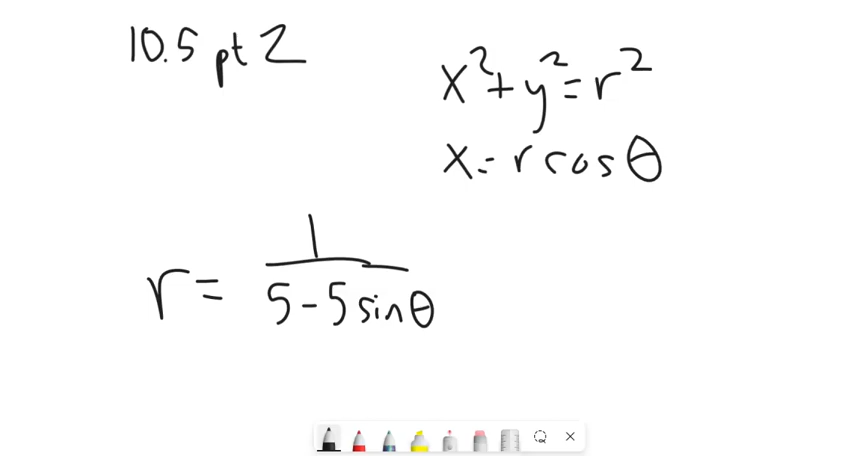 10.5 pt 2
x²+y²=r²
x=rcosθ
r= 1/(5-5sinθ)